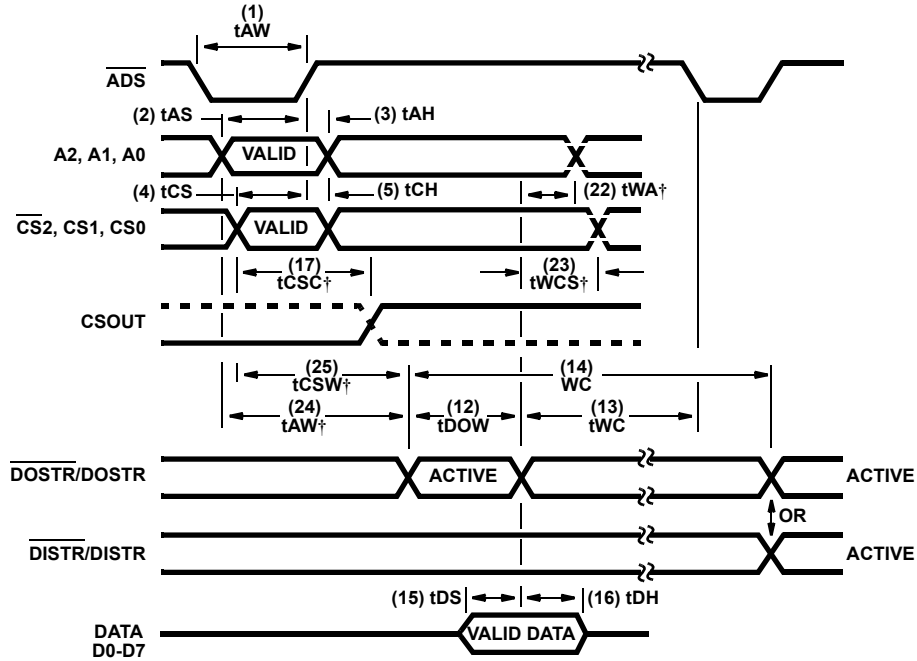 (1)
tAW
ADS
(2) tAS
(3) tAH
A2, A1, A0
VALID
(4) tCS
(5) tCH
(22) tWA†
CS2, CS1, CS0
VALID
(17)
tCSC†
(23)
tWCS†
CSOUT
(25)
tCSW†
(14)
WC
(24)
tAW†
(12)
tDOW
(13)
tWC
DOSTR/DOSTR
ACTIVE
ACTIVE
OR
DISTR/DISTR
ACTIVE
(15) tDS
(16) tDH
DATA
D0-D7
VALID DATA